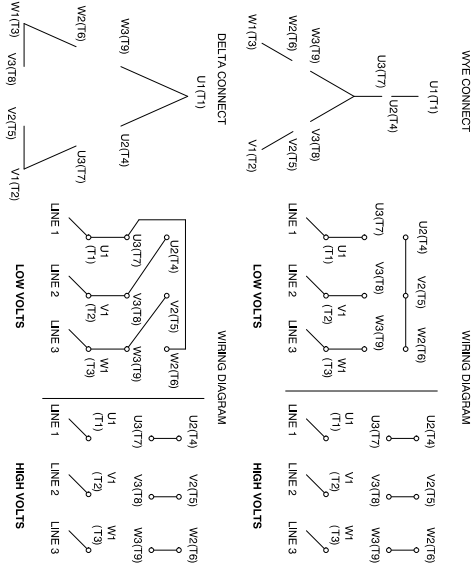 WYE CONNECT
U1(T1)
U2(T4)
U3(T7)
W3(T9)
V3(T8)
W2(T6)
V2(T5)
W1(T3)
V1(T2)
WIRING DIAGRAM
U2(T4) V2(T5) W2(T6)
U3(T7) V3(T8) W3(T9)
U1 V1 W1
(T1) (T2) (T3)
LINE 1 LINE 2 LINE 3
LOW VOLTS
U2(T4) V2(T5) W2(T6)
U3(T7) V3(T8) W3(T9)
U1 V1 W1
(T1) (T2) (T3)
LINE 1 LINE 2 LINE 3
HIGH VOLTS
DELTA CONNECT
U1(T1)
W3(T9)
U2(T4)
W2(T6)
U3(T7)
W1(T3)
V3(T8)
V2(T5)
V1(T2)
WIRING DIAGRAM
U2(T4) V2(T5) W2(T6)
U3(T7) V3(T8) W3(T9)
U1 V1 W1
(T1) (T2) (T3)
LINE 1 LINE 2 LINE 3
LOW VOLTS
U2(T4) V2(T5) W2(T6)
U3(T7) V3(T8) W3(T9)
U1 V1 W1
(T1) (T2) (T3)
LINE 1 LINE 2 LINE 3
HIGH VOLTS